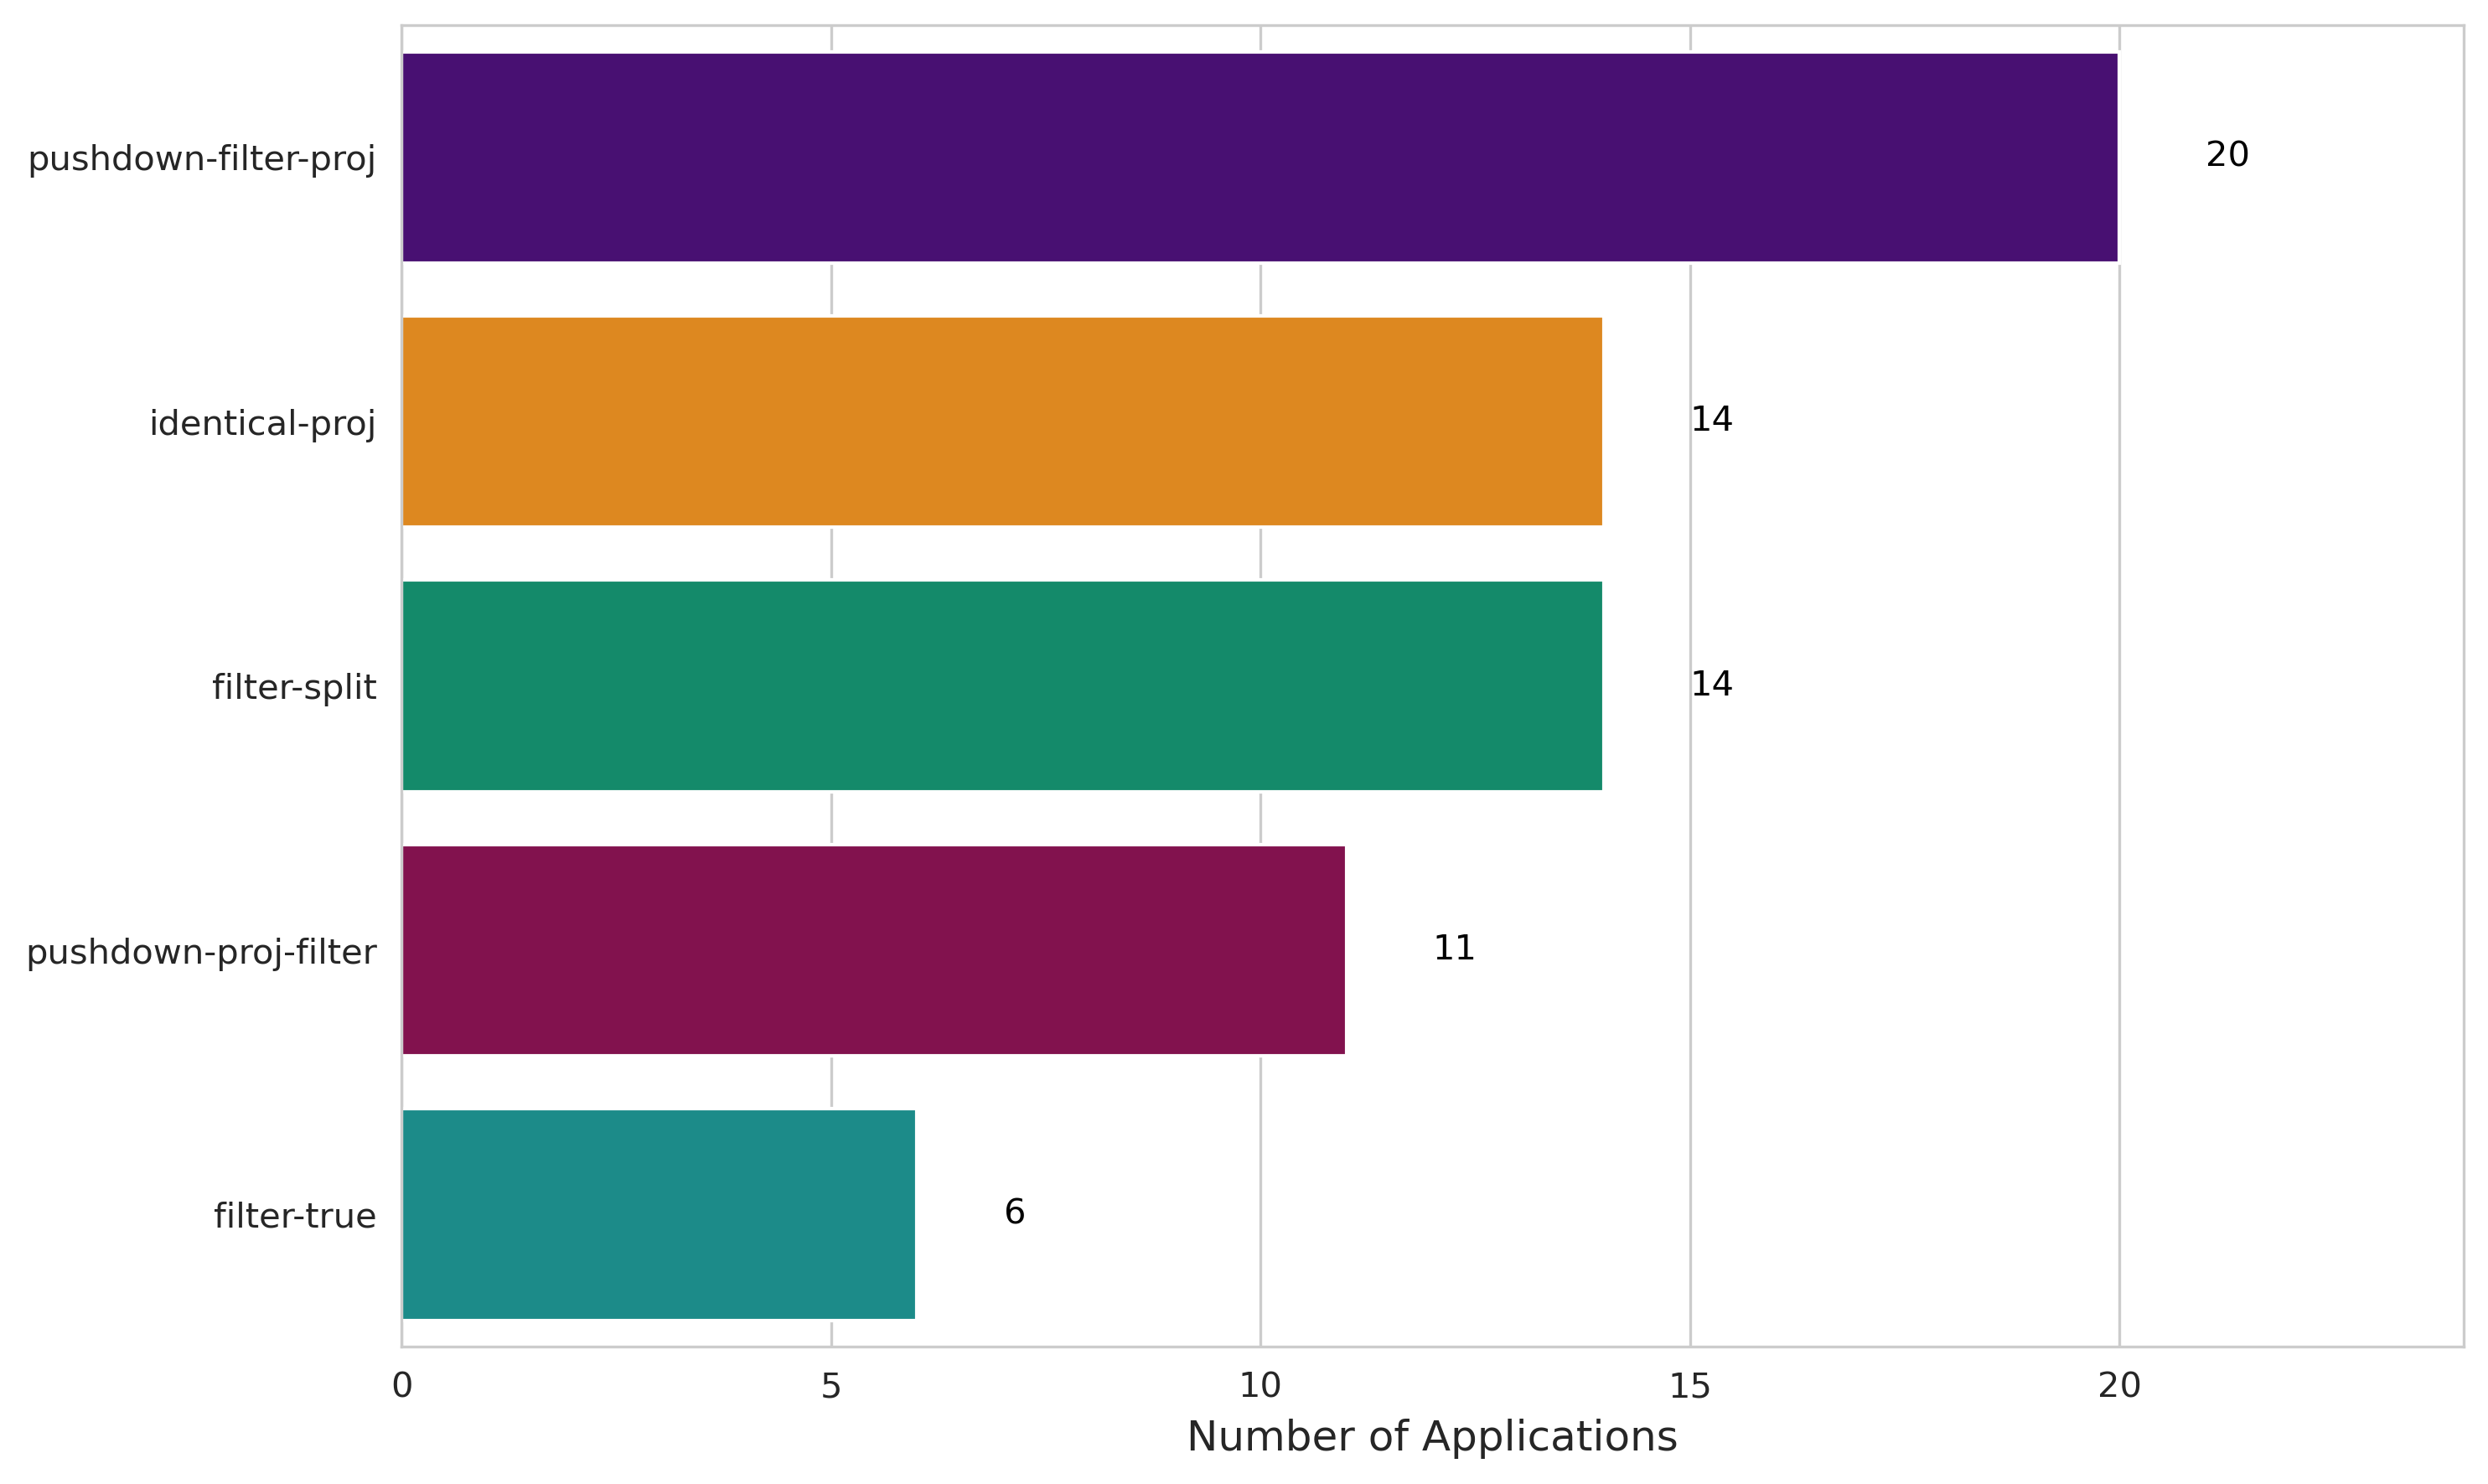 pushdown-filter-proj
20
identical-proj
14
filter-split
14
pushdown-proj-filter
11
filter-true
6
0 5 10 15 20
Number of Applications